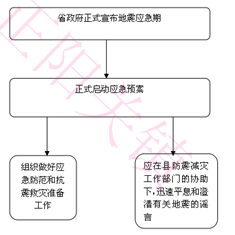 省政府正式宣布地震应急期
正式启动应急预案
组织做好应
急防范和抗
震救灾准备
工作
应在县防震减灾
工作部门的协助
下，迅速平息和澄
清有关地震的谣
言